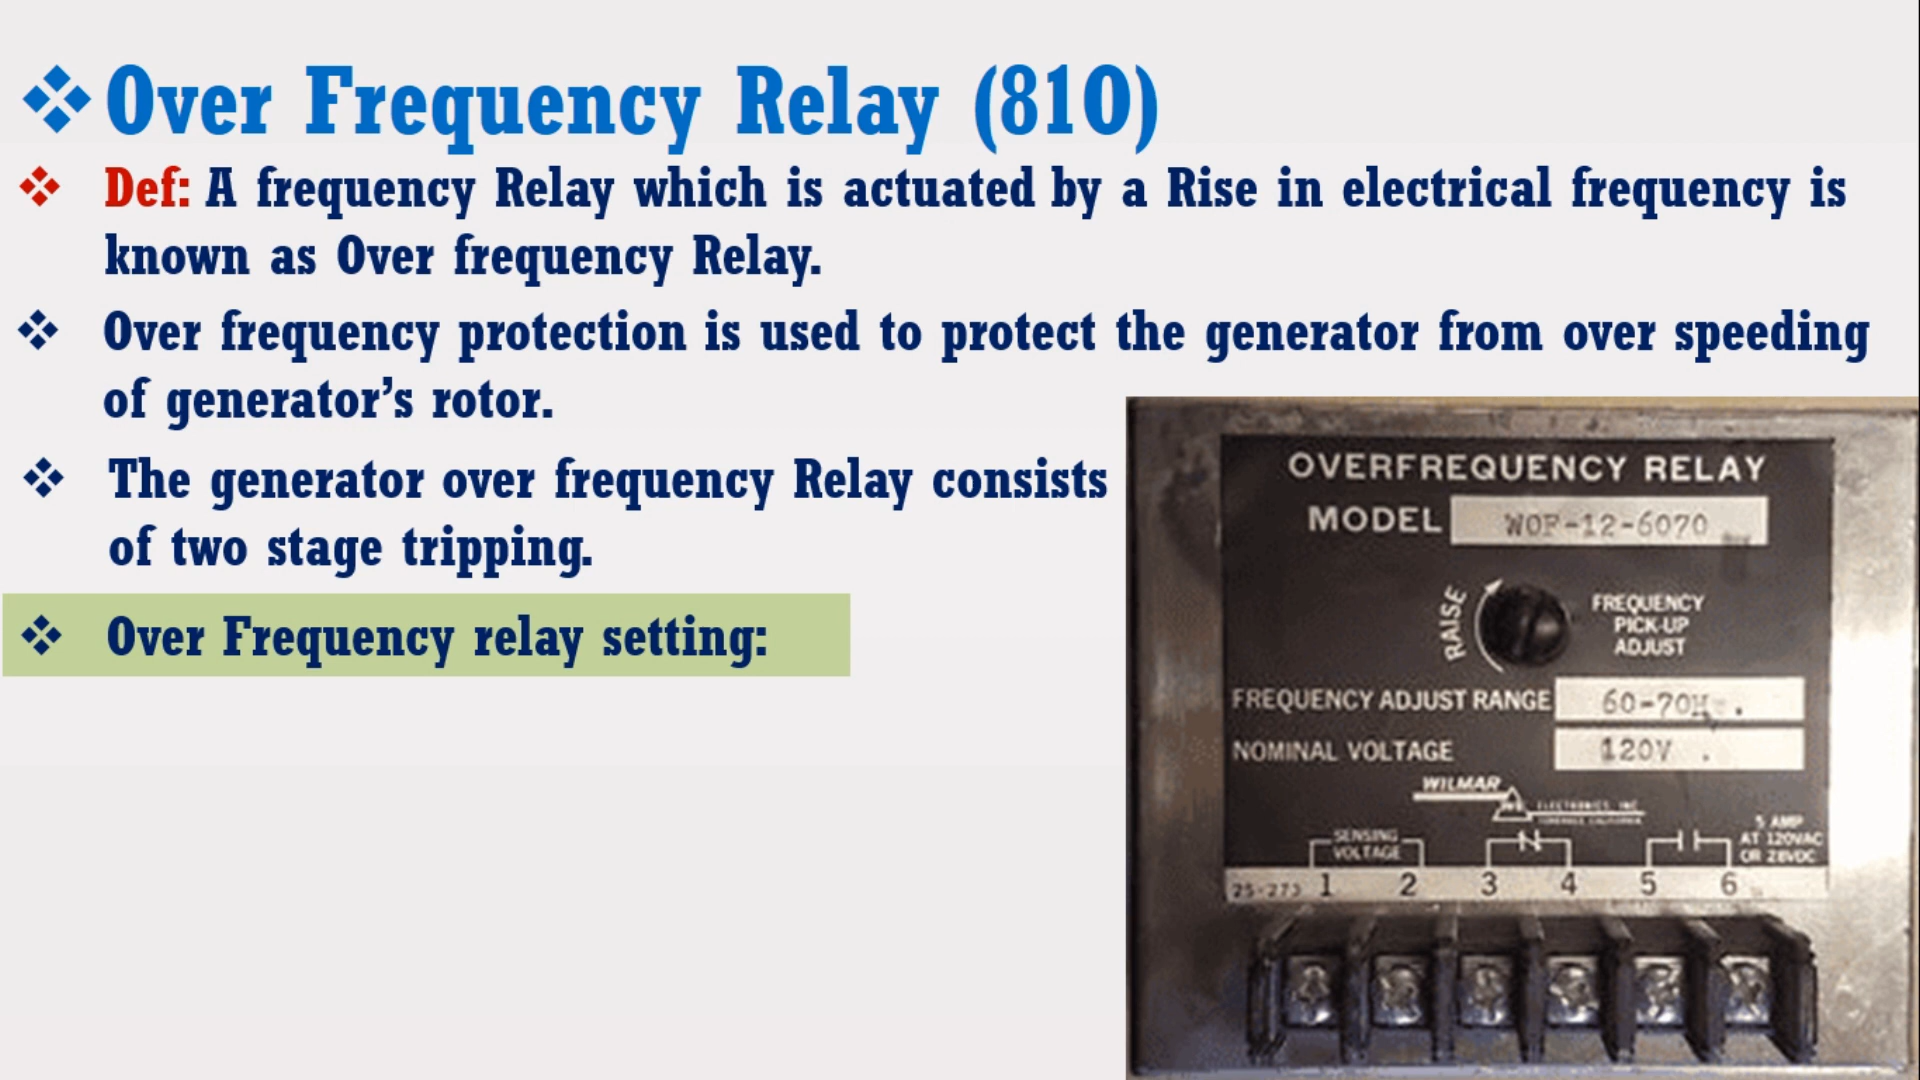 Over Frequency Relay (81O)
Def: A frequency Relay which is actuated by a Rise in electrical frequency is
known as Over frequency Relay.
Over frequency protection is used to protect the generator from over speeding
of generator's rotor.
The generator over frequency Relay consists
of two stage tripping.
Over Frequency relay setting:
OVERFREQUENCY RELAY
MODEL WOF-12-6070
RAISE
FREQUENCY
PICK-UP
ADJUST
FREQUENCY ADJUST RANGE 60-70H
NOMINAL VOLTAGE 120V
WILMAR
ELECTRONICS, INC
SENSING
VOLTAGE
5 AMP
AT 120VAC
OR 28VDC
25-273 1 2 3 4 5 6